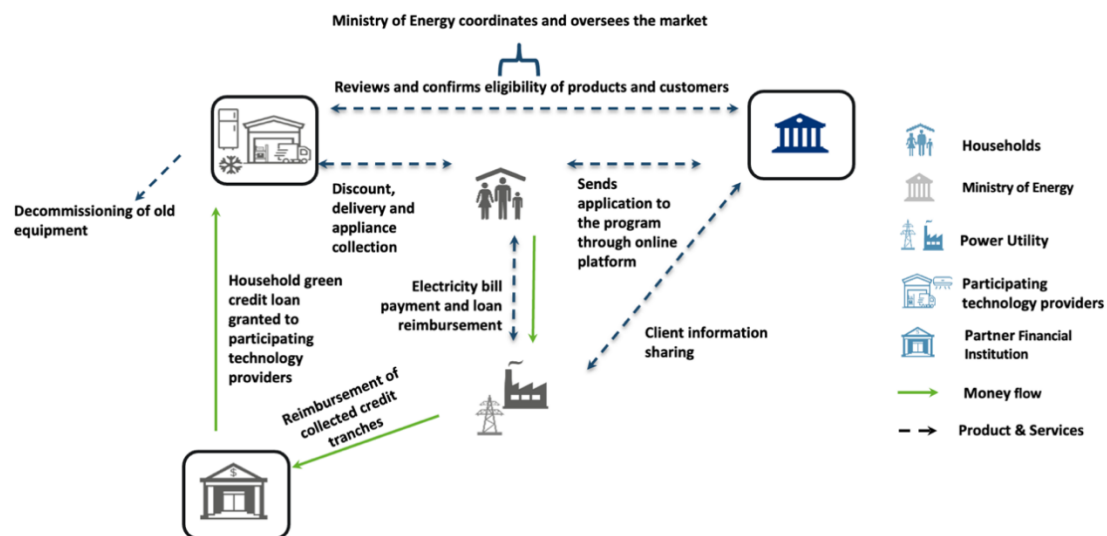 Ministry of Energy coordinates and oversees the market
Reviews and confirms eligibility of products and customers
Discount,
delivery and
appliance
collection
Sends
application to
the program
through online
platform
Decommissioning of old
equipment
Household green
credit loan
granted to
participating
technology
providers
Electricity bill
payment and loan
reimbursement
Client information
sharing
Reimbursement of
collected credit
tranches
$
Households
Ministry of Energy
Power Utility
Participating
technology providers
Partner Financial
Institution
Money flow
Product & Services